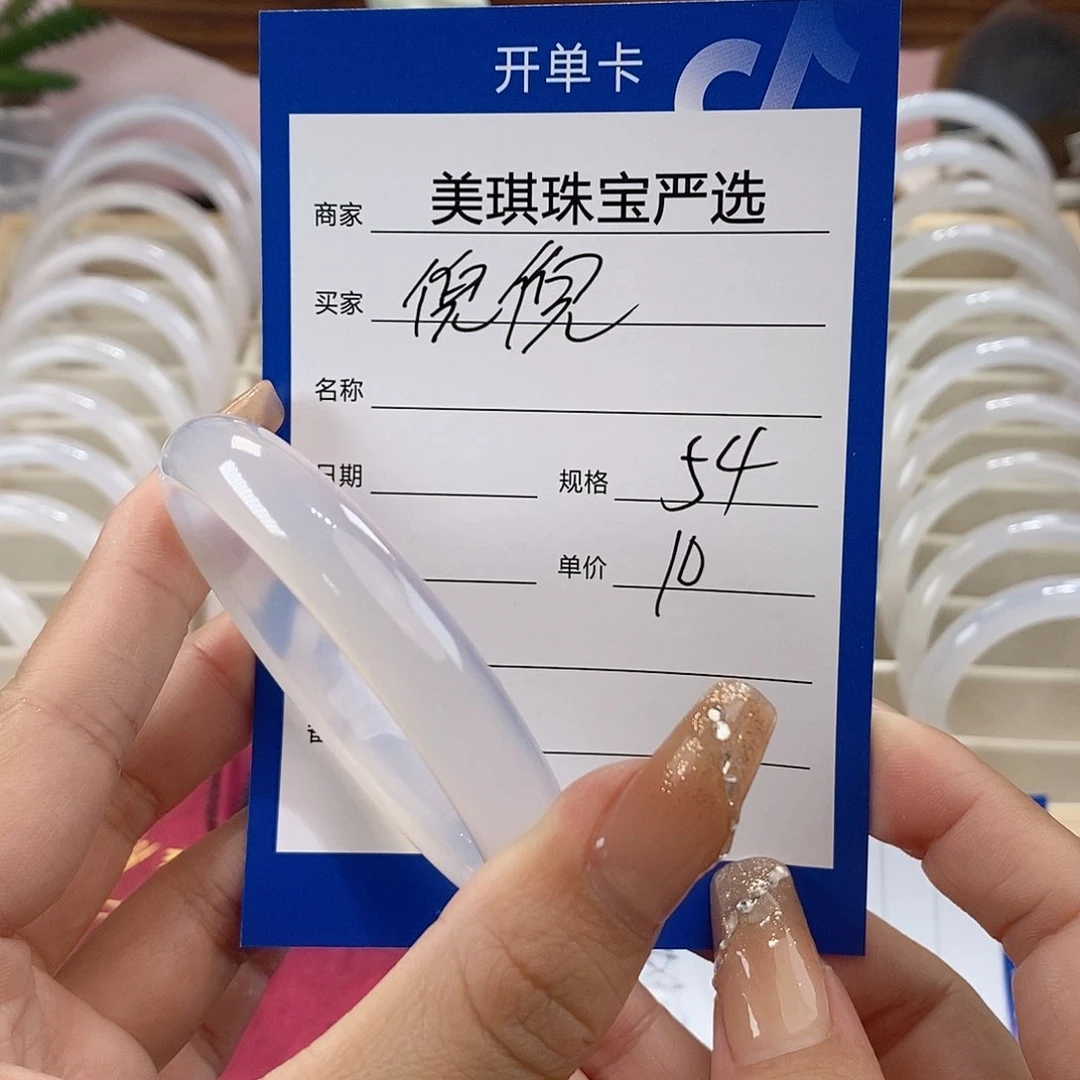 开单卡
商家 美琪珠宝严选
买家 倪倪
名称
日期 规格 54
单价 10